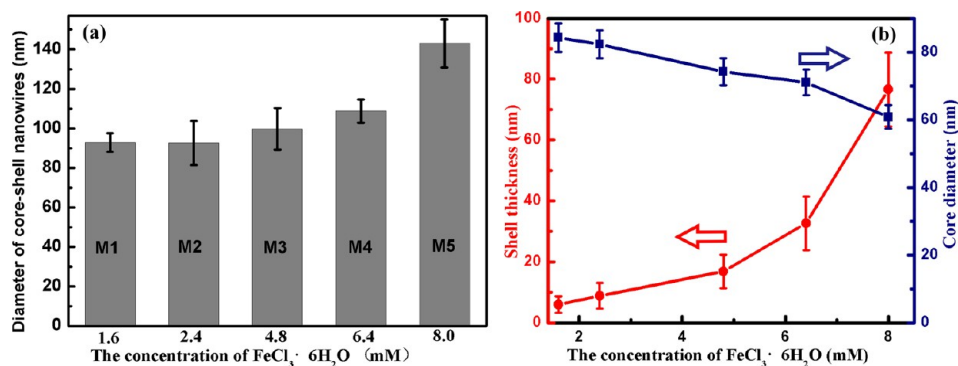 (a)
Diameter of core-shell nanowires (nm)
140
120
100
80
60
40
20
0
M1 M2 M3 M4 M5
1.6 2.4 4.8 6.4 8.0
The concentration of FeCl₃· 6H₂O (mM)
(b)
Shell thickness (nm)
100
80
60
40
20
0
Core diameter (nm)
80
60
40
20
0
2 4 6 8
The concentration of FeCl₃· 6H₂O (mM)